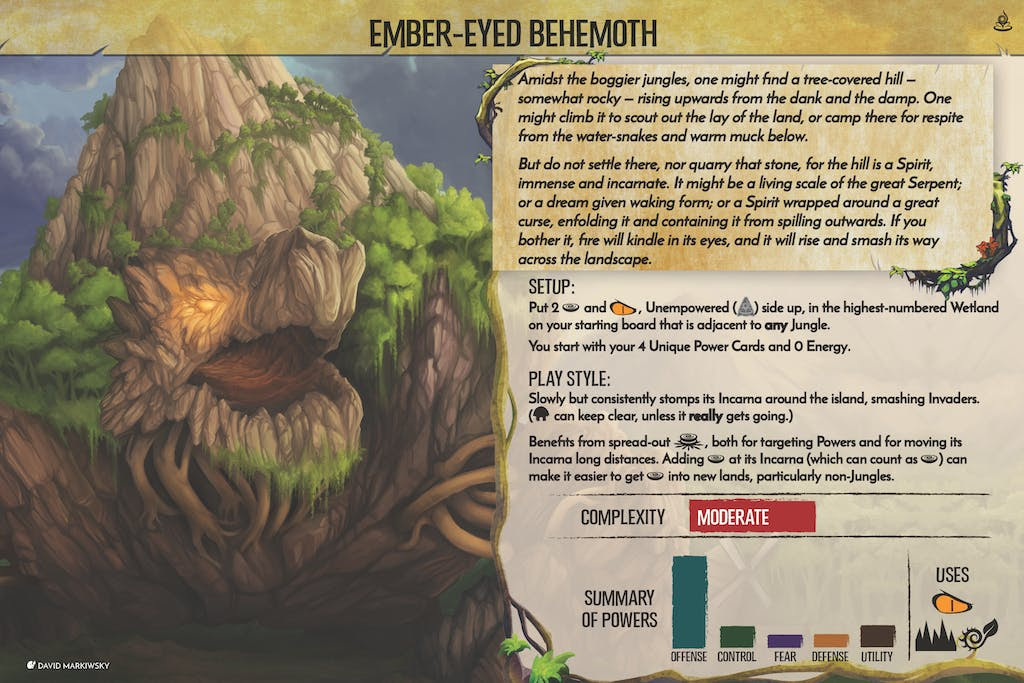 EMBER-EYED BEHEMOTH
Amidst the boggier jungles, one might find a tree-covered hill –
somewhat rocky – rising upwards from the dank and the damp. One
might climb it to scout out the lay of the land, or camp there for respite
from the water-snakes and warm muck below.
But do not settle there, nor quarry that stone, for the hill is a Spirit,
immense and incarnate. It might be a living scale of the great Serpent;
or a dream given waking form; or a Spirit wrapped around a great
curse, enfolding it and containing it from spilling outwards. If you
bother it, fire will kindle in its eyes, and it will rise and smash its way
across the landscape.
SETUP:
Put 2 and , Unempowered ( ) side up, in the highest-numbered Wetland
on your starting board that is adjacent to any Jungle.
You start with your 4 Unique Power Cards and 0 Energy.
PLAY STYLE:
Slowly but consistently stomps its Incarna around the island, smashing Invaders.
( can keep clear, unless it really gets going.)
Benefits from spread-out , both for targeting Powers and for moving its
Incarna long distances. Adding at its Incarna (which can count as ) can
make it easier to get into new lands, particularly non-Jungles.
COMPLEXITY MODERATE
SUMMARY
OF POWERS
OFFENSE CONTROL FEAR DEFENSE UTILITY
USES
DAVID MARKIWSKY